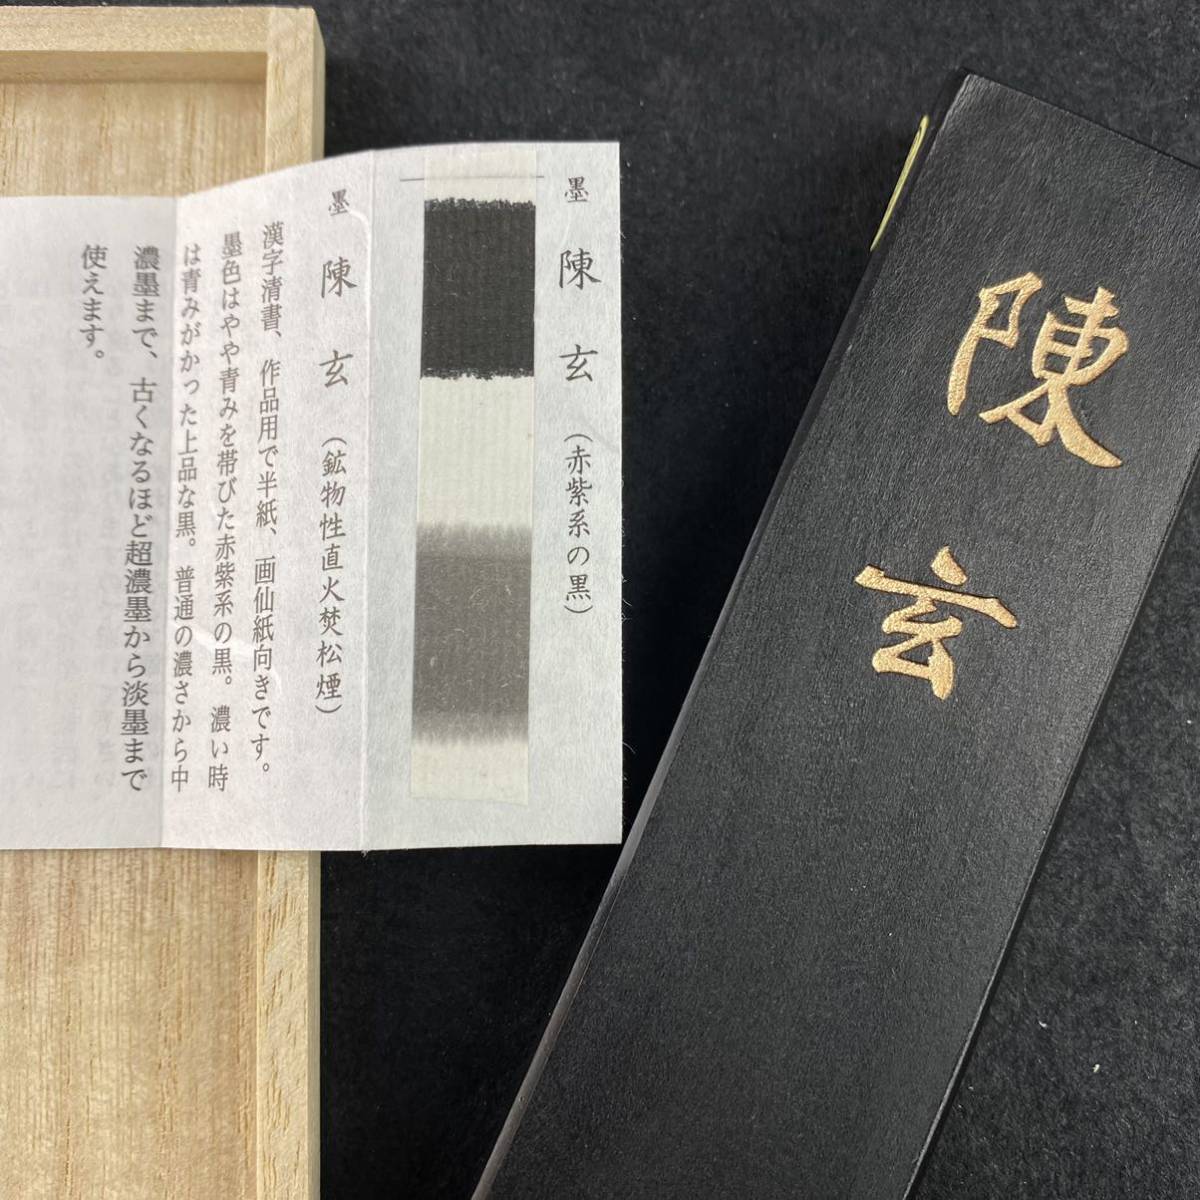 陳玄
墨 陳玄 （赤紫系の黒）
墨 陳玄 （鉱物性直火焚松煙）
漢字清書、作品用で半紙、画仙紙向きです。
墨色はやや青みを帯びた赤紫系の黒。濃い時
は青みがかった上品な黒。普通の濃さから中
濃墨まで、古くなるほど超濃墨から淡墨まで
使えます。